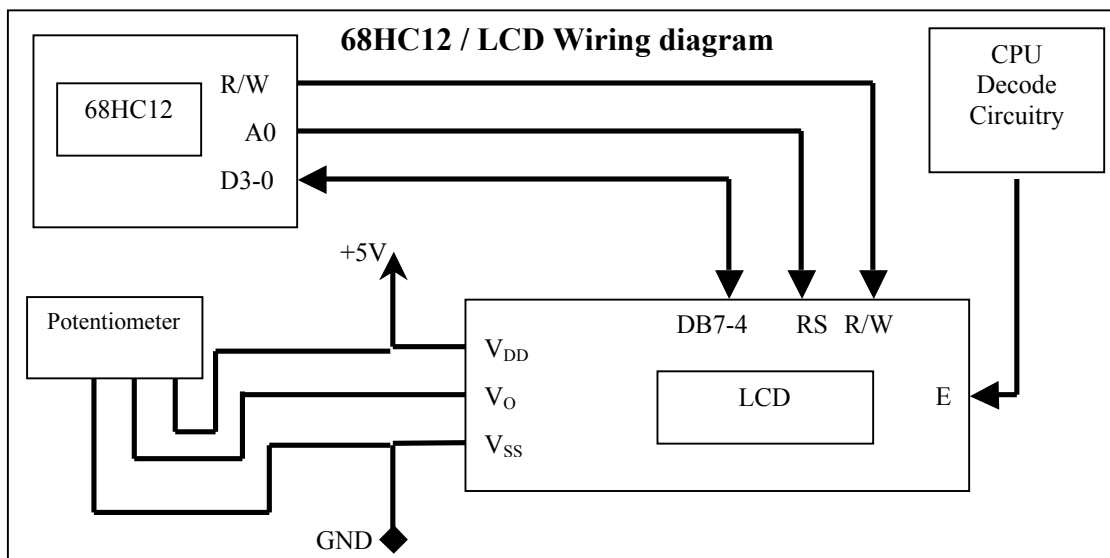 68HC12 / LCD Wiring diagram
CPU
Decode
Circuitry
R/W
68HC12
A0
D3-0
+5V
Potentiometer
DB7-4 RS R/W
VDD
VO
LCD
E
VSS
GND